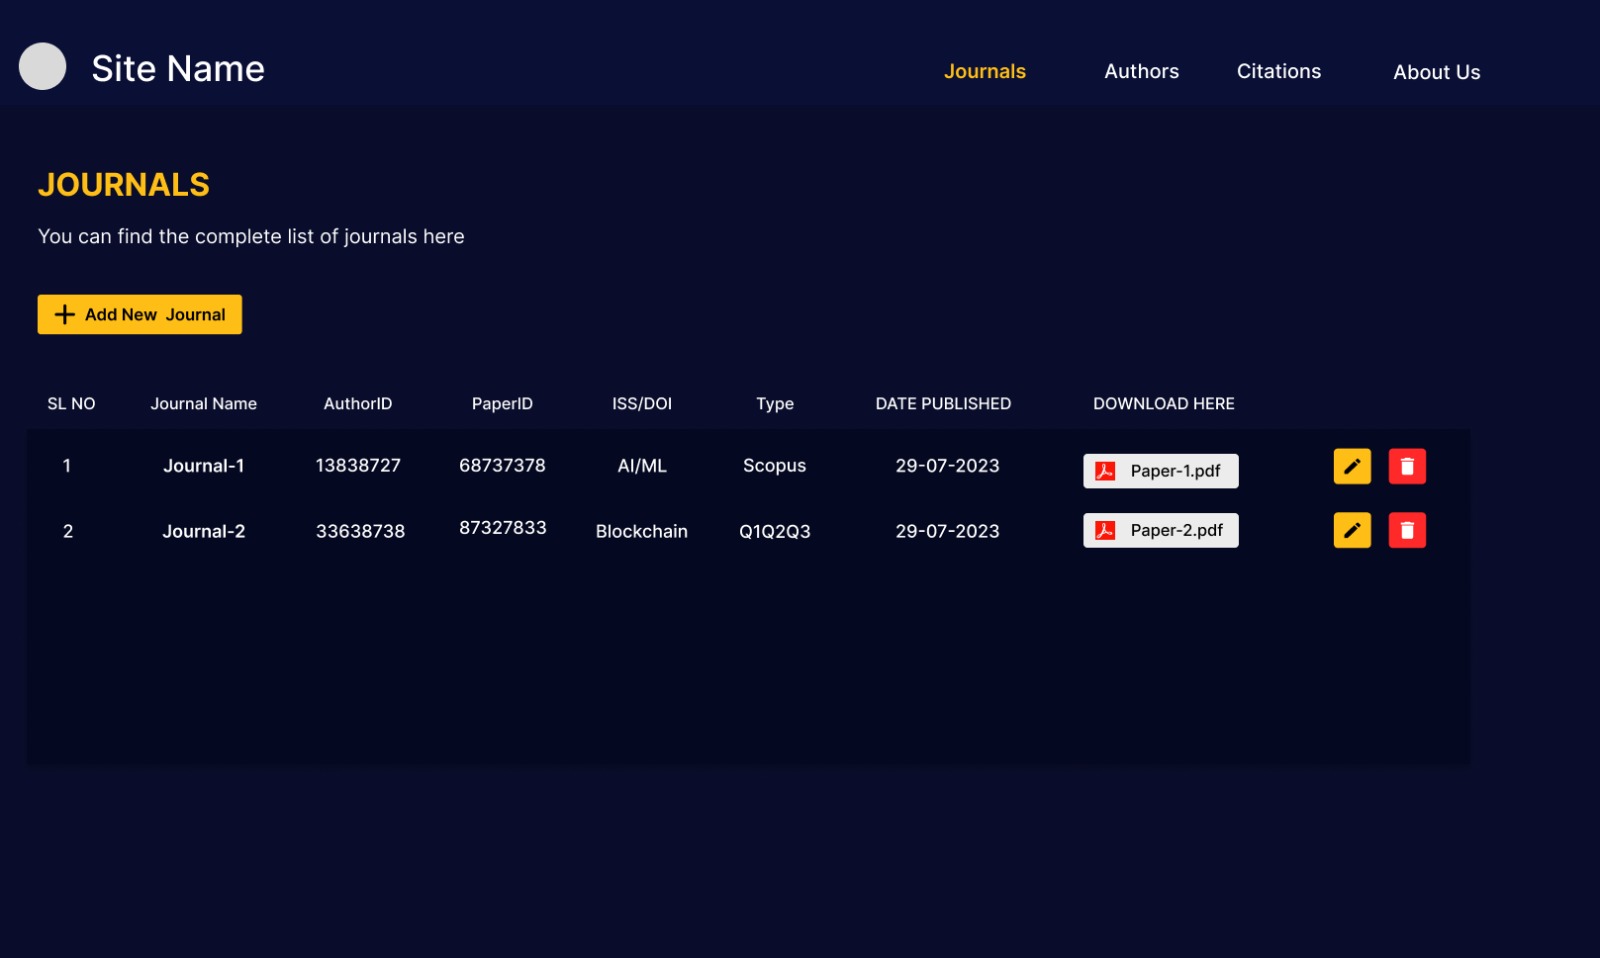 Site Name Journals Authors Citations About Us
JOURNALS
You can find the complete list of journals here
Add New Journal
SL NO Journal Name AuthorID PaperID ISS/DOI Type DATE PUBLISHED DOWNLOAD HERE
1 Journal-1 13838727 68737378 AI/ML Scopus 29-07-2023 Paper-1.pdf
2 Journal-2 33638738 87327833 Blockchain Q1Q2Q3 29-07-2023 Paper-2.pdf